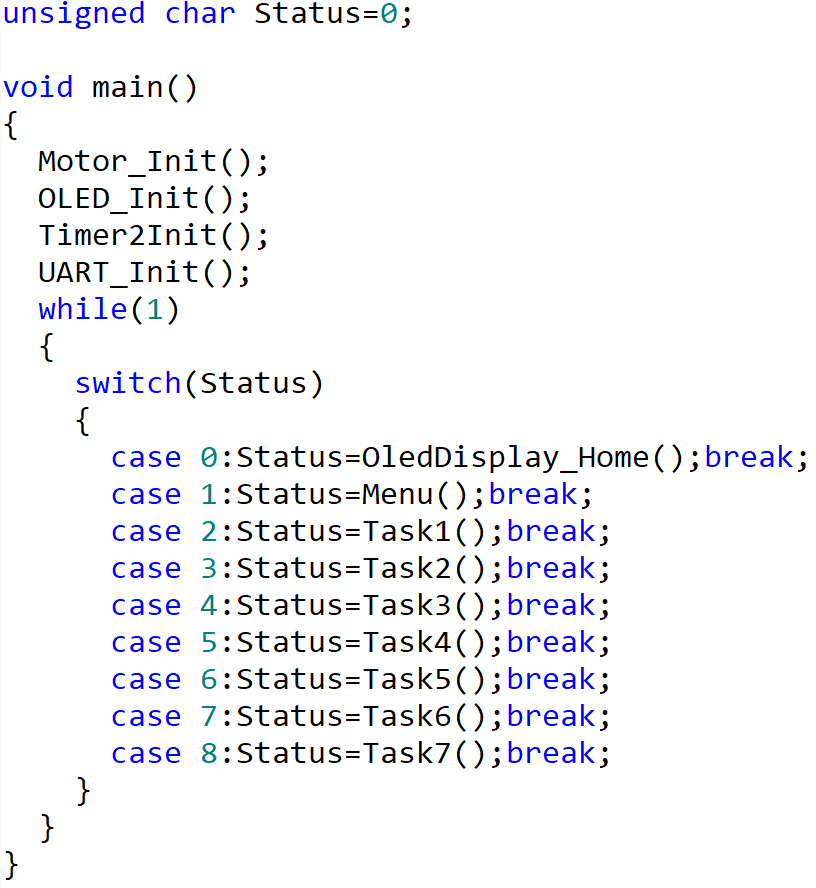 unsigned char Status=0;
void main()
{
Motor_Init();
OLED_Init();
Timer2Init();
UART_Init();
while(1)
{
switch(Status)
{
case 0:Status=OledDisplay_Home();break;
case 1:Status=Menu();break;
case 2:Status=Task1();break;
case 3:Status=Task2();break;
case 4:Status=Task3();break;
case 5:Status=Task4();break;
case 6:Status=Task5();break;
case 7:Status=Task6();break;
case 8:Status=Task7();break;
}
}
}